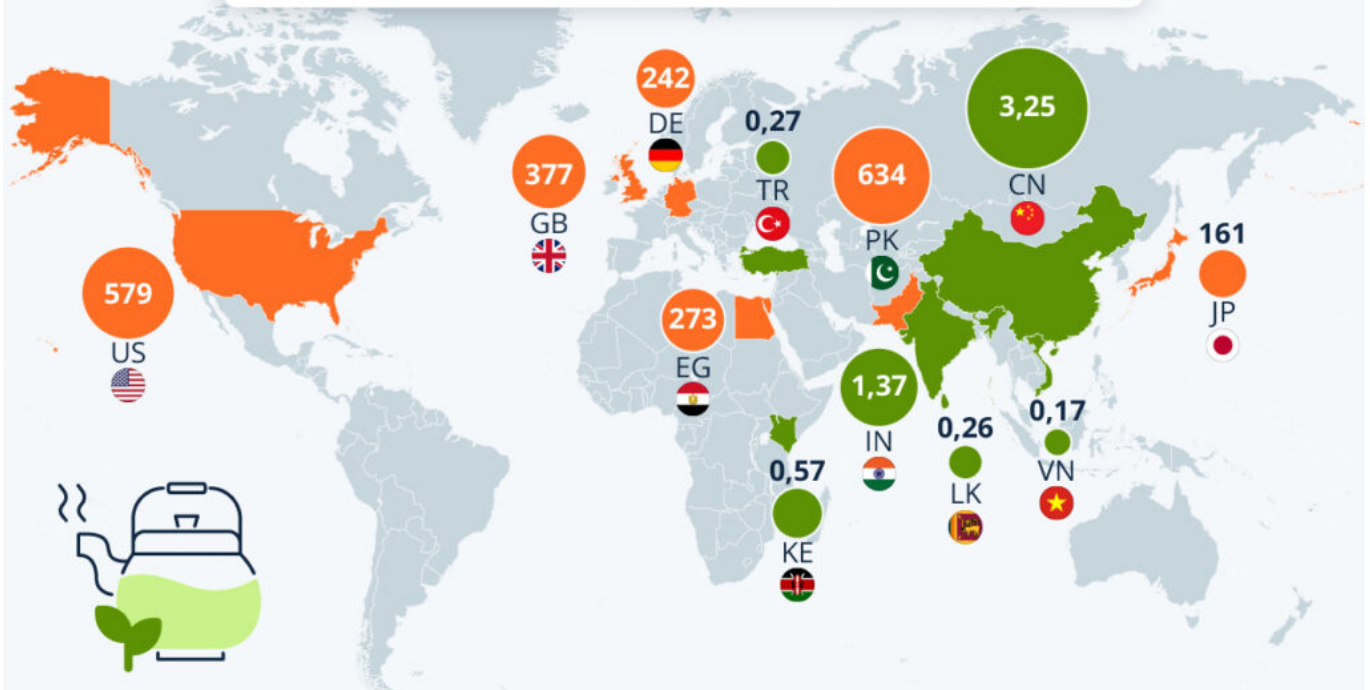 242
DE
0,27
TR
3,25
CN
377
GB
634
PK
161
JP
579
US
273
EG
1,37
IN
0,26
LK
0,17
VN
0,57
KE